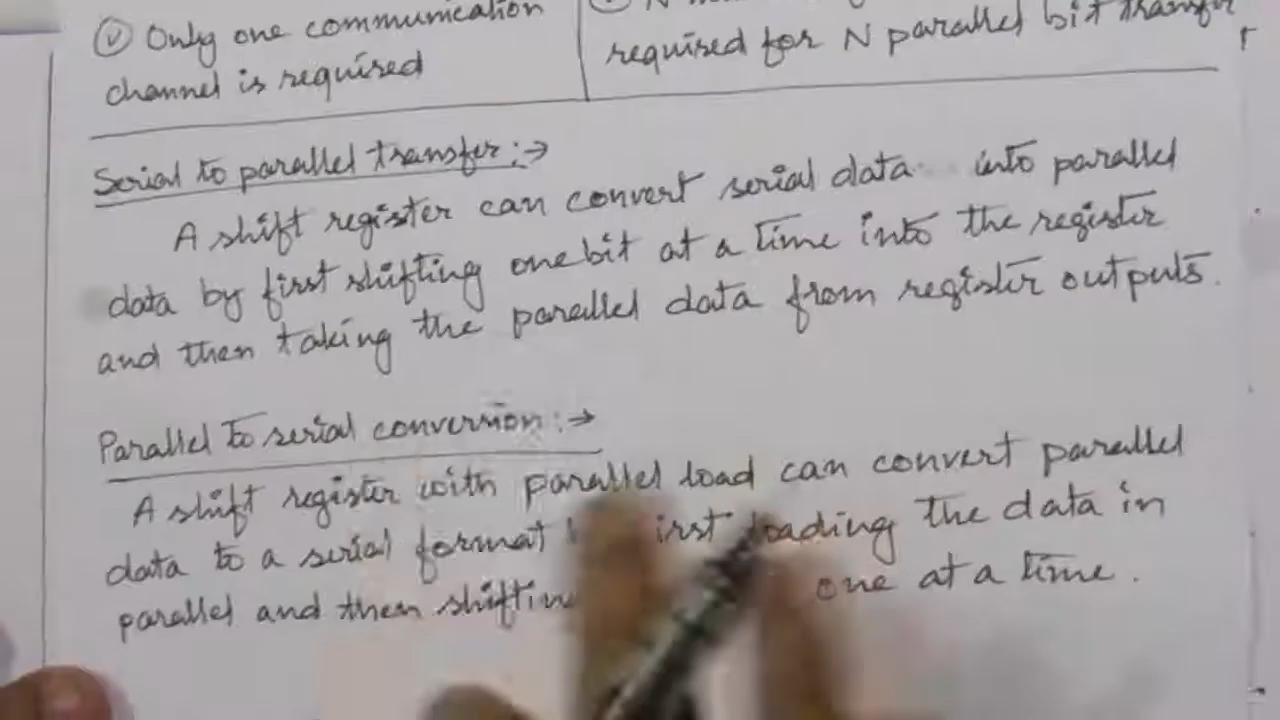 (v) Only one communication
channel is required
required for N parallel bit transfer
Serial to parallel transfer :→
A shift register can convert serial data into parallel
data by first shifting one bit at a time into the register
and then taking the parallel data from register outputs.
Parallel to serial conversion :→
A shift register with parallel load can convert parallel
data to a serial format loading the data in
parallel and then one at a time.